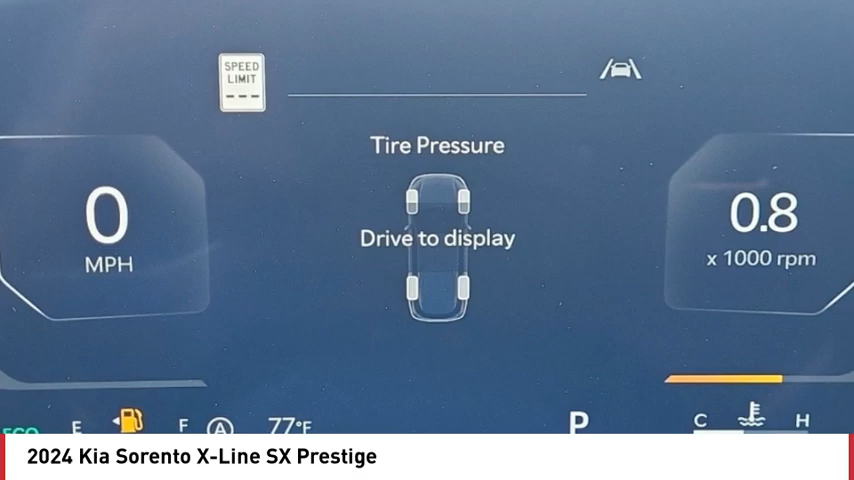 SPEED
LIMIT
---
Tire Pressure
0
MPH
Drive to display
0.8
x 1000 rpm
ECO
E
F
A
77°F
P
C
H
2024 Kia Sorento X-Line SX Prestige